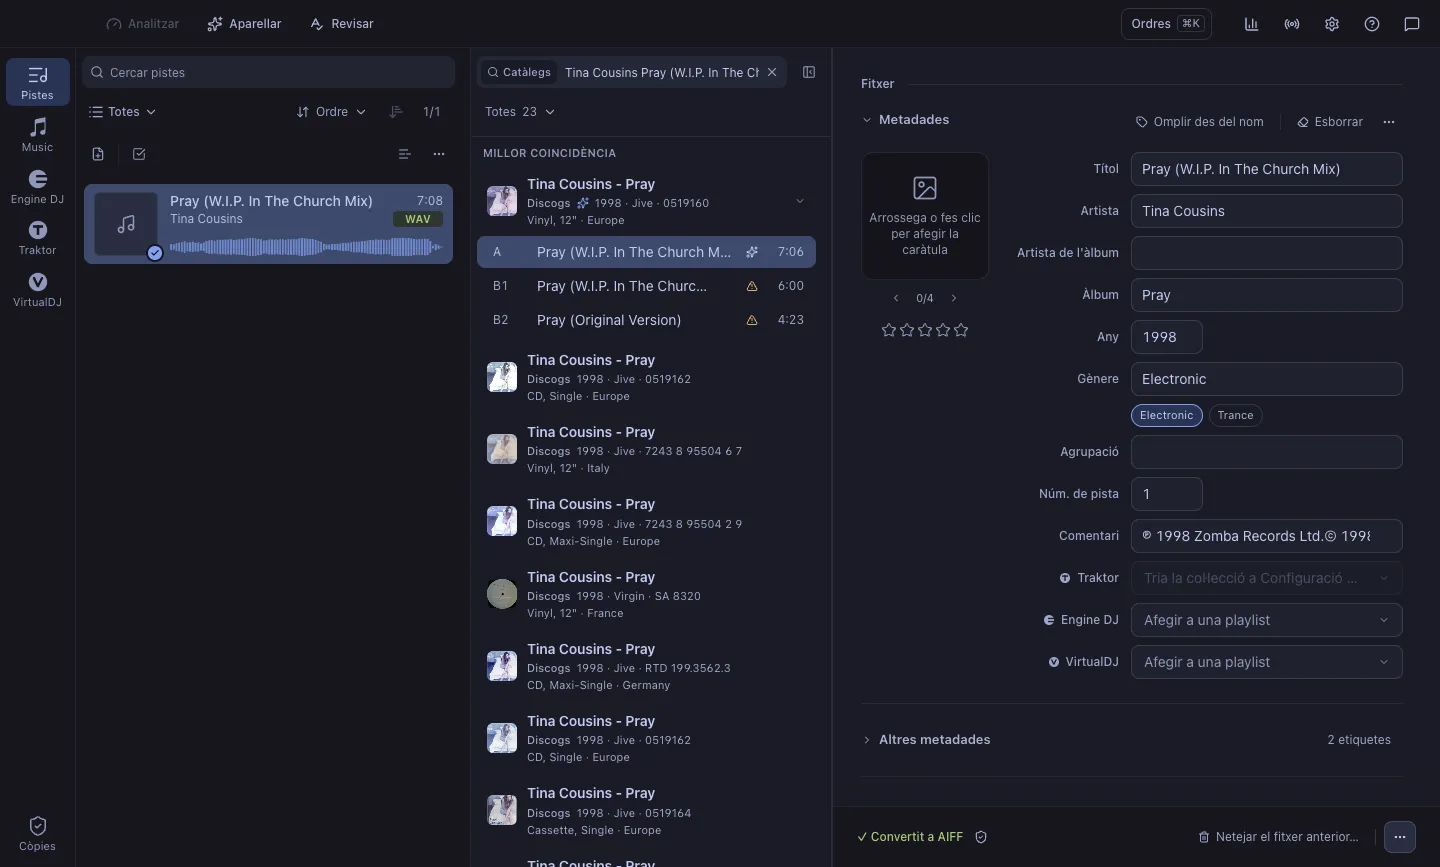 Analitzar
Aparellar
Revisar
Ordres ⌘K
Pistes
Music
Engine DJ
Traktor
VirtualDJ
Còpies
Cercar pistes
Totes
Ordre
1/1
Pray (W.I.P. In The Church Mix) 7:08
Tina Cousins WAV
Catàlegs
Tina Cousins Pray (W.I.P. In The Ch
Totes 23
MILLOR COINCIDÈNCIA
Tina Cousins - Pray
Discogs 1998 · Jive · 0519160
Vinyl, 12" · Europe
A Pray (W.I.P. In The Church M... 7:06
B1 Pray (W.I.P. In The Churc... 6:00
B2 Pray (Original Version) 4:23
Tina Cousins - Pray
Discogs 1998 · Jive · 0519162
CD, Single · Europe
Tina Cousins - Pray
Discogs 1998 · Jive · 7243 8 95504 6 7
Vinyl, 12" · Italy
Tina Cousins - Pray
Discogs 1998 · Jive · 7243 8 95504 2 9
CD, Maxi-Single · Europe
Tina Cousins - Pray
Discogs 1998 · Virgin · SA 8320
Vinyl, 12" · France
Tina Cousins - Pray
Discogs 1998 · Jive · RTD 199.3562.3
CD, Maxi-Single · Germany
Tina Cousins - Pray
Discogs 1998 · Jive · 0519162
CD, Single · Europe
Tina Cousins - Pray
Discogs 1998 · Jive · 0519164
Cassette, Single · Europe
Tina Cousins - Pray
Fitxer
Metadades
Omplir des del nom
Esborrar
Arrossega o fes clic
per afegir la
caràtula
0/4
Títol Pray (W.I.P. In The Church Mix)
Artista Tina Cousins
Artista de l'àlbum
Àlbum Pray
Any 1998
Gènere Electronic
Electronic Trance
Agrupació
Núm. de pista 1
Comentari ℗ 1998 Zomba Records Ltd.© 1998
Traktor Tria la col·lecció a Configuració ...
Engine DJ Afegir a una playlist
VirtualDJ Afegir a una playlist
Altres metadades 2 etiquetes
✓ Convertit a AIFF
Netejar el fitxer anterior...